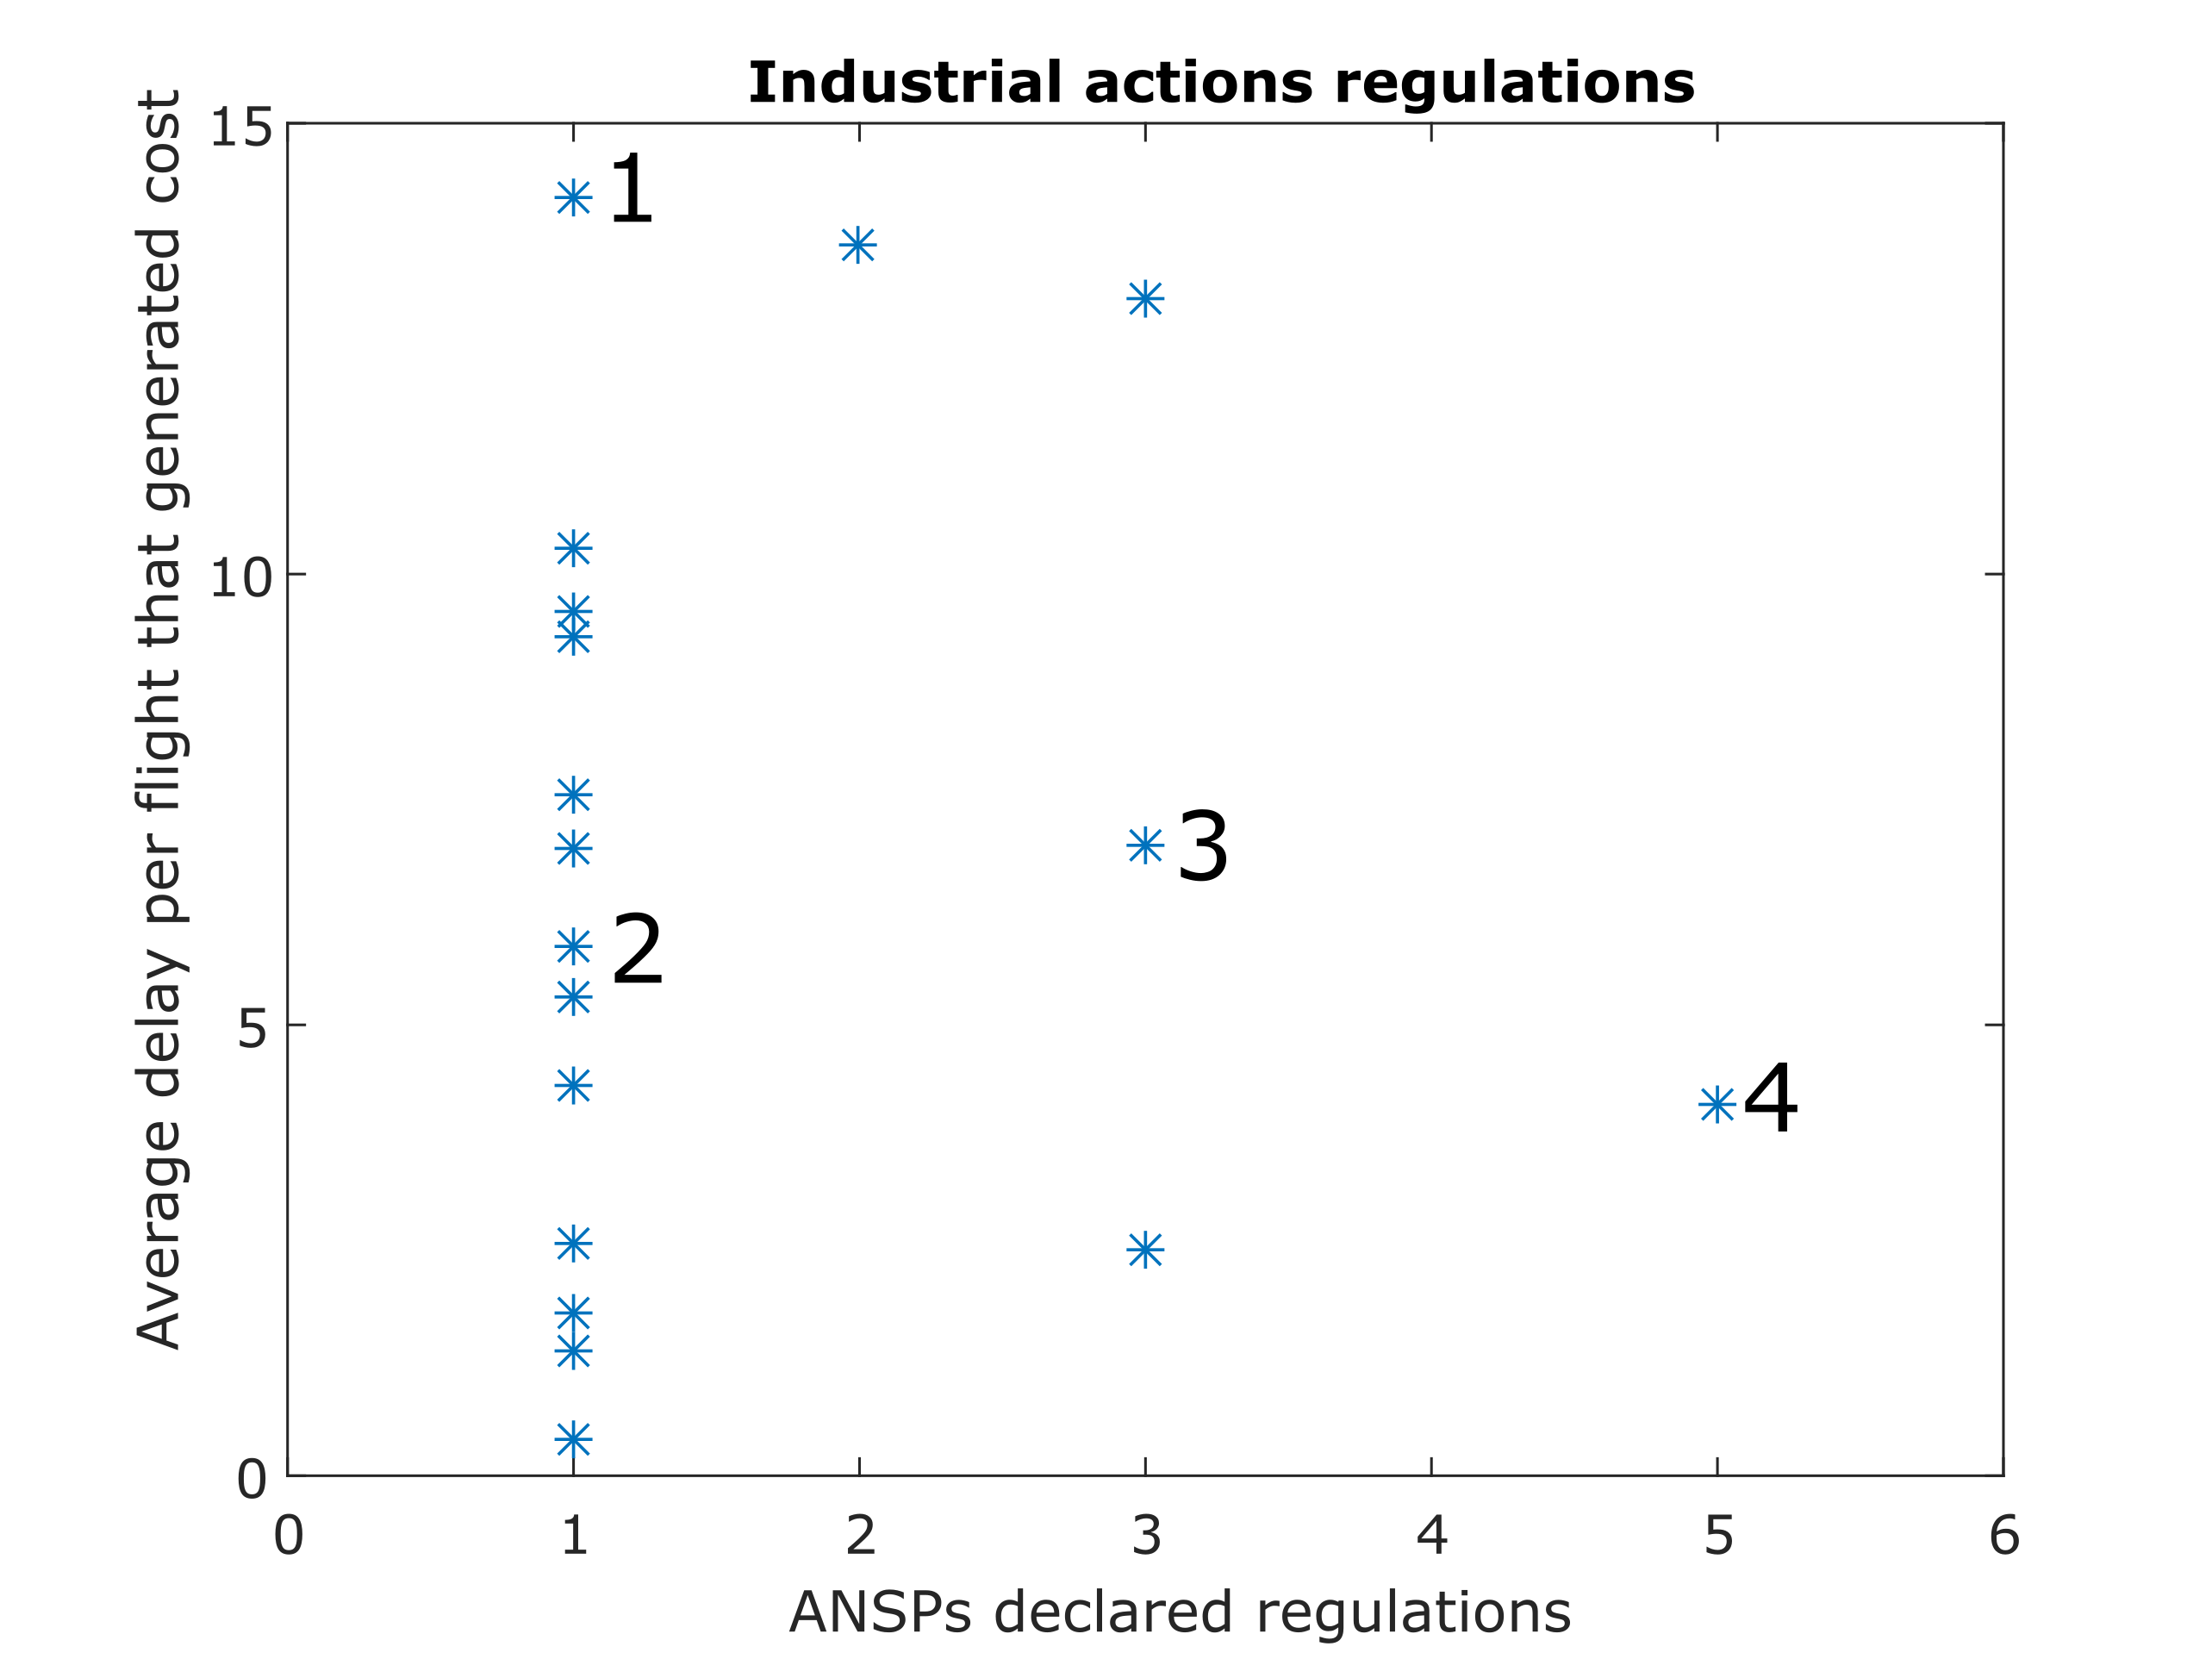 Industrial actions regulations
Average delay per flight that generated cost
15
10
5
0
1
2
3
4
0 1 2 3 4 5 6
ANSPs declared regulations